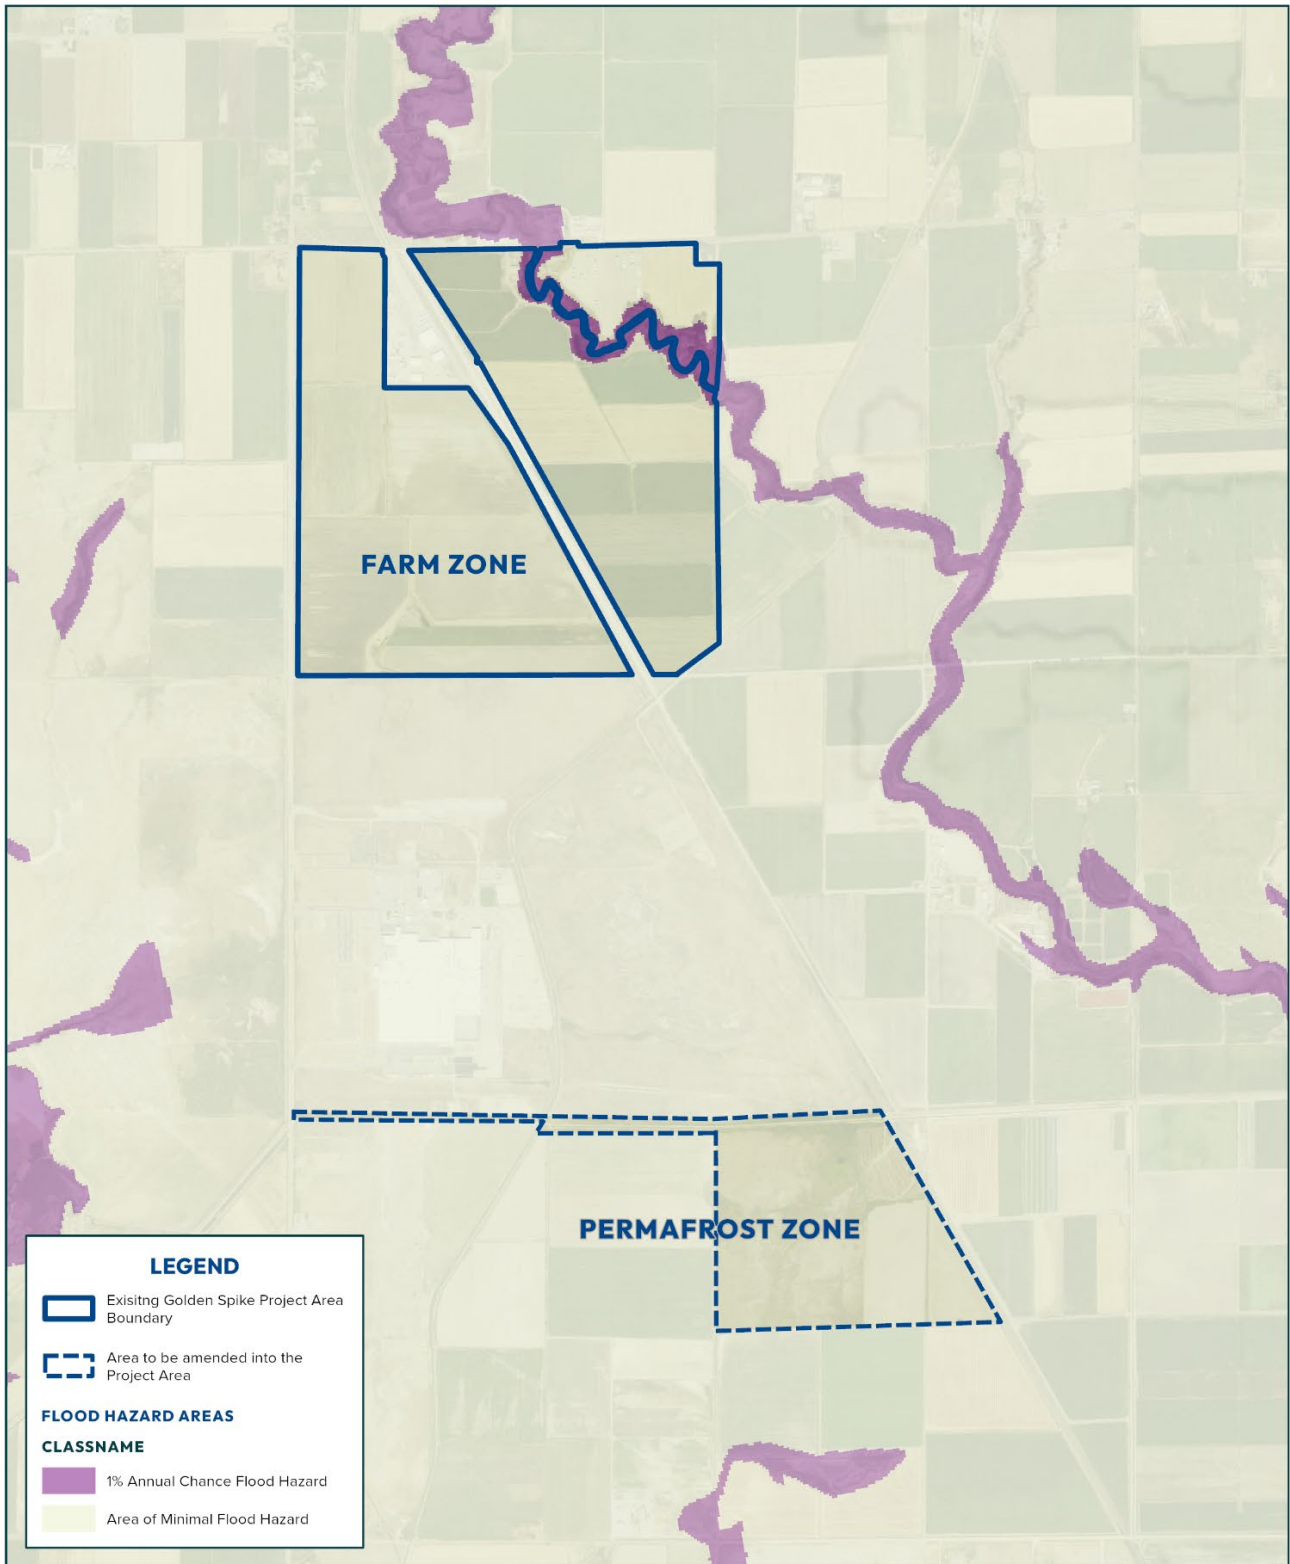 FARM ZONE
PERMAFROST ZONE
LEGEND
Exisitng Golden Spike Project Area
Boundary
Area to be amended into the
Project Area
FLOOD HAZARD AREAS
CLASSNAME
1% Annual Chance Flood Hazard
Area of Minimal Flood Hazard